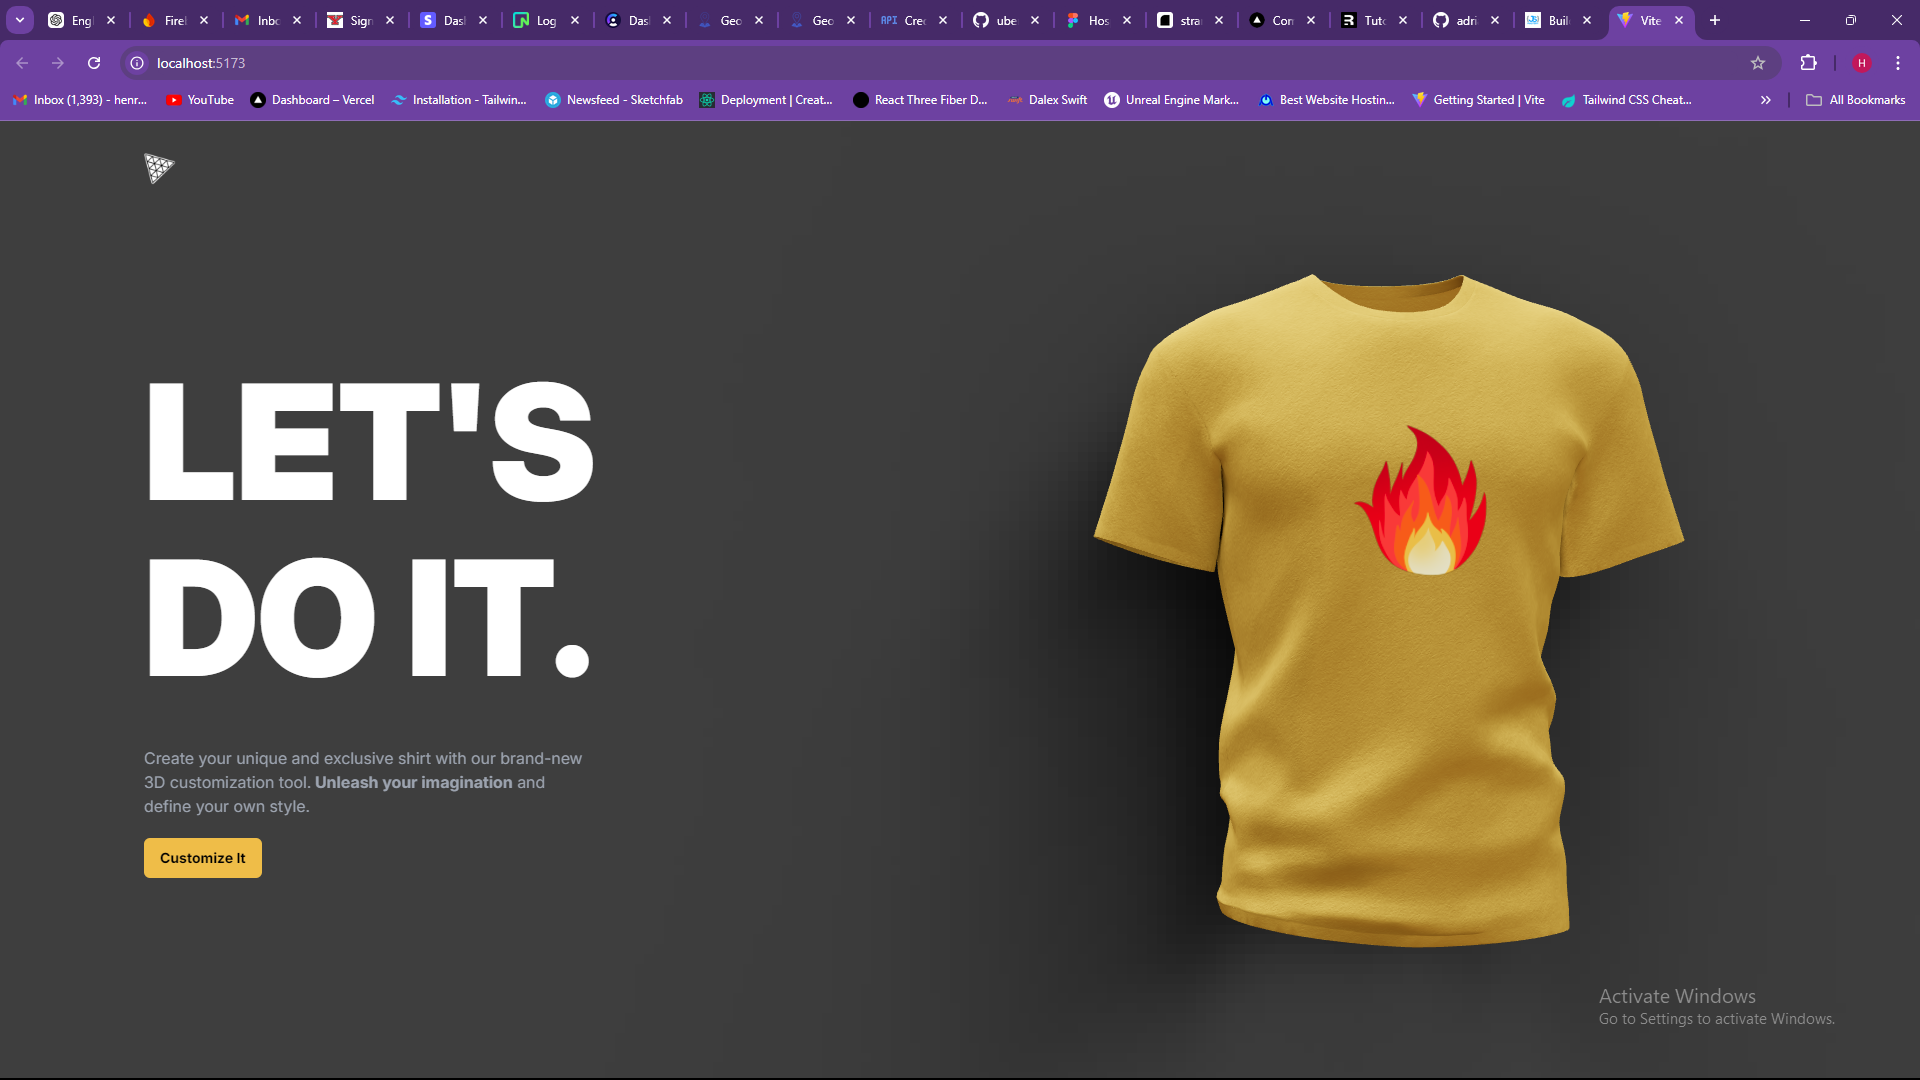 Engl
Firel
Inbo
Sign
Dasl
Log
Das
Geo
Geo
API
Cre
ube
Hos
stra
Con
Tuto
adri
Buil
Vite
localhost:5173
H
Inbox (1,393) - henr...
YouTube
Dashboard – Vercel
Installation - Tailwin...
Newsfeed - Sketchfab
Deployment | Creat...
React Three Fiber D...
Dalex Swift
Unreal Engine Mark...
Best Website Hostin...
Getting Started | Vite
Tailwind CSS Cheat...
All Bookmarks
LET'S
DO IT.
Create your unique and exclusive shirt with our brand-new
3D customization tool. Unleash your imagination and
define your own style.
Customize It
Activate Windows
Go to Settings to activate Windows.